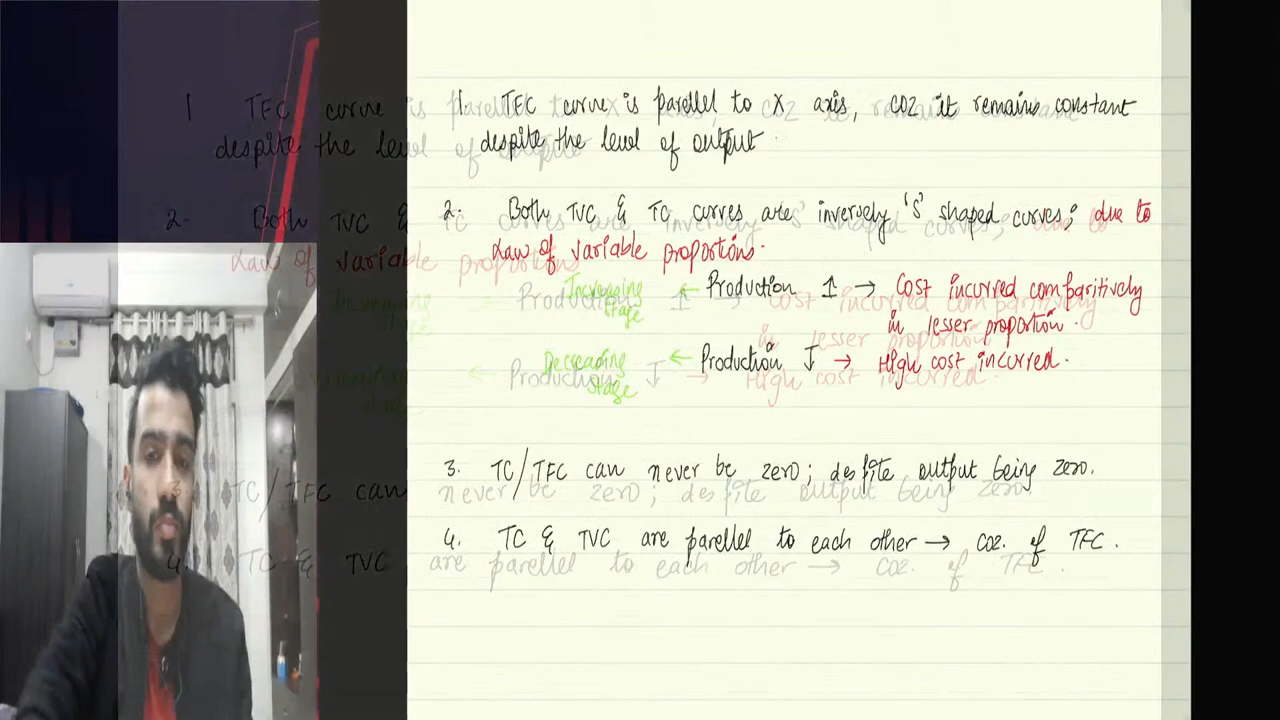 1. TFC curve is parellel to X axis, CO2 it remains constant
despite the level of output
2. Both TVC & TC curves are inversely 'S' shaped curves; due to
Law of variable proportions.
Increasing stage ← Production ↑ → Cost incurred comparitively
in lesser proportion.
Decreasing stage ← Production ↓ → High cost incurred.
3. TC/TFC can never be zero; despite output being zero.
4. TC & TVC are parellel to each other → CO2. of TFC.